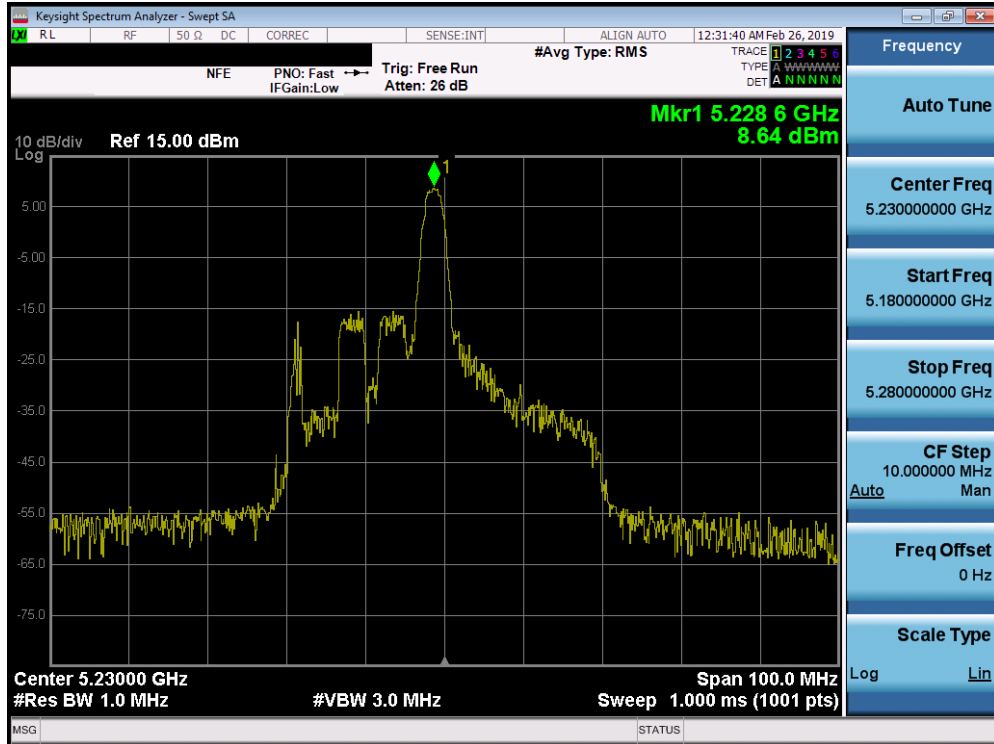 Keysight Spectrum Analyzer - Swept SA
LXI RL RF 50 Ω DC CORREC SENSE:INT ALIGN AUTO 12:31:40 AM Feb 26, 2019
NFE PNO: Fast Trig: Free Run #Avg Type: RMS TRACE 1 2 3 4 5 6
IFGain:Low Atten: 26 dB TYPE A WWWWW
DET A N N N N N
Mkr1 5.228 6 GHz
8.64 dBm
10 dB/div Ref 15.00 dBm
Log
1
5.00
-5.00
-15.0
-25.0
-35.0
-45.0
-55.0
-65.0
-75.0
Center 5.23000 GHz Span 100.0 MHz
#Res BW 1.0 MHz #VBW 3.0 MHz Sweep 1.000 ms (1001 pts)
MSG STATUS
Frequency
Auto Tune
Center Freq
5.230000000 GHz
Start Freq
5.180000000 GHz
Stop Freq
5.280000000 GHz
CF Step
10.000000 MHz
Auto Man
Freq Offset
0 Hz
Scale Type
Log Lin